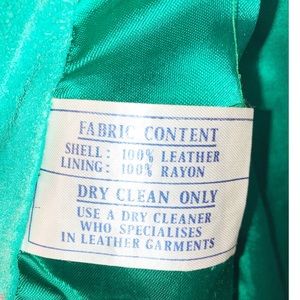 FABRIC CONTENT
SHELL: 100% LEATHER
LINING: 100% RAYON
DRY CLEAN ONLY
USE A DRY CLEANER
WHO SPECIALISES
IN LEATHER GARMENTS